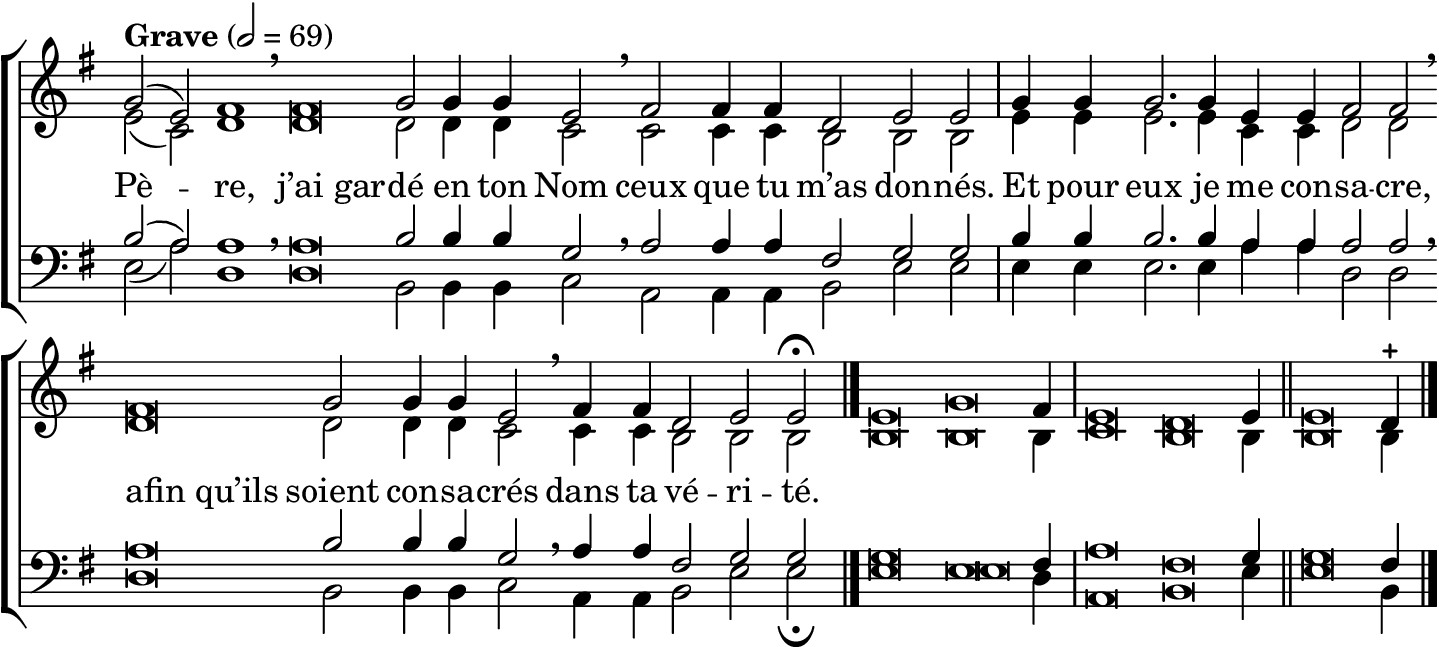 Grave (𝅗𝅥 = 69)
Pè -- re, j’ai gardé en ton Nom ceux que tu m’as donnés. Et pour eux je me consa -- cre,
afin qu’ils soient consacrés dans ta vé -- ri -- té.